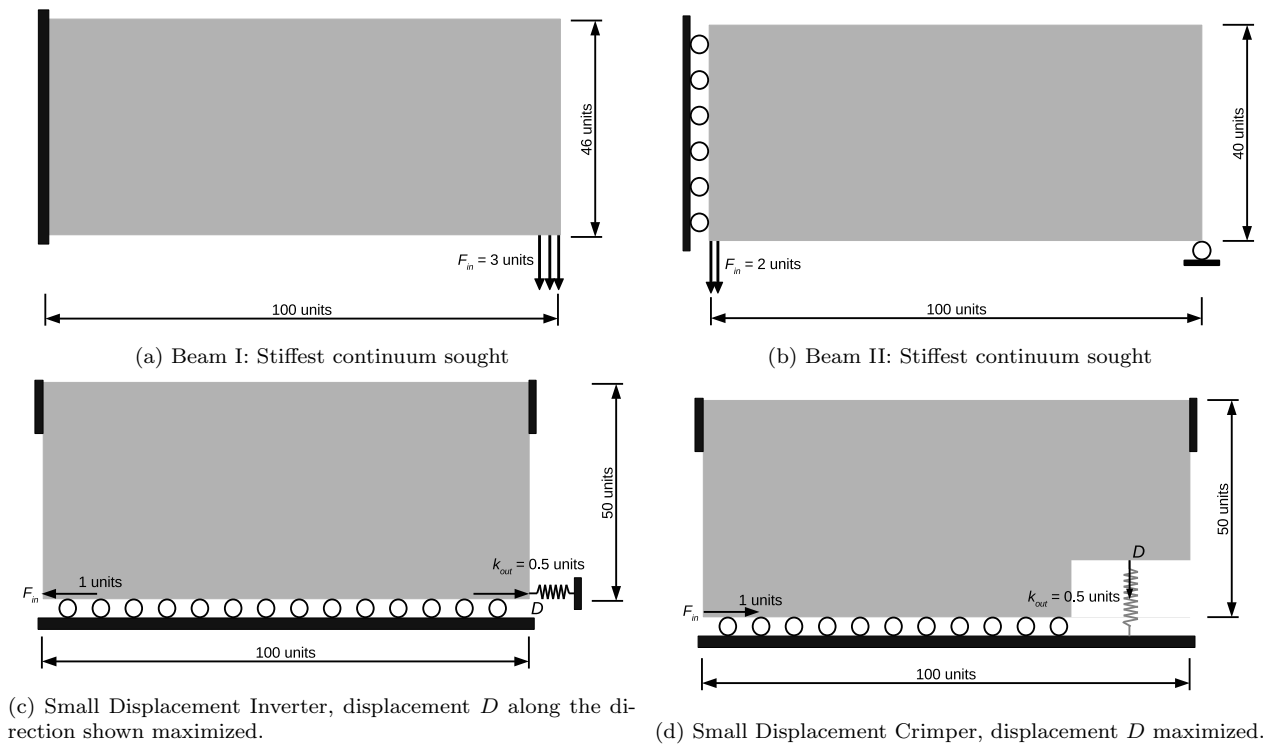 46 units
F_in = 3 units
100 units
(a) Beam I: Stiffest continuum sought
40 units
F_in = 2 units
100 units
(b) Beam II: Stiffest continuum sought
50 units
k_out = 0.5 units
1 units
F_in
D
100 units
(c) Small Displacement Inverter, displacement D along the di-
rection shown maximized.
50 units
D
k_out = 0.5 units
1 units
F_in
100 units
(d) Small Displacement Crimper, displacement D maximized.